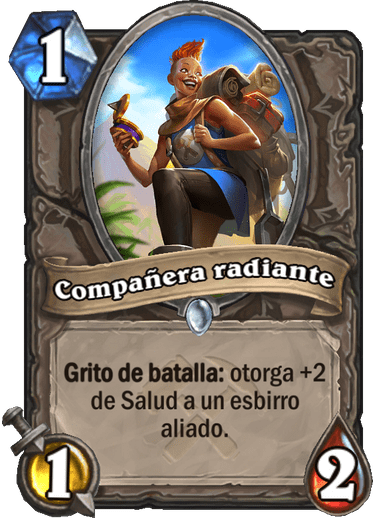 1
Compañera radiante
Grito de batalla: otorga +2
de Salud a un esbirro
aliado.
1
2